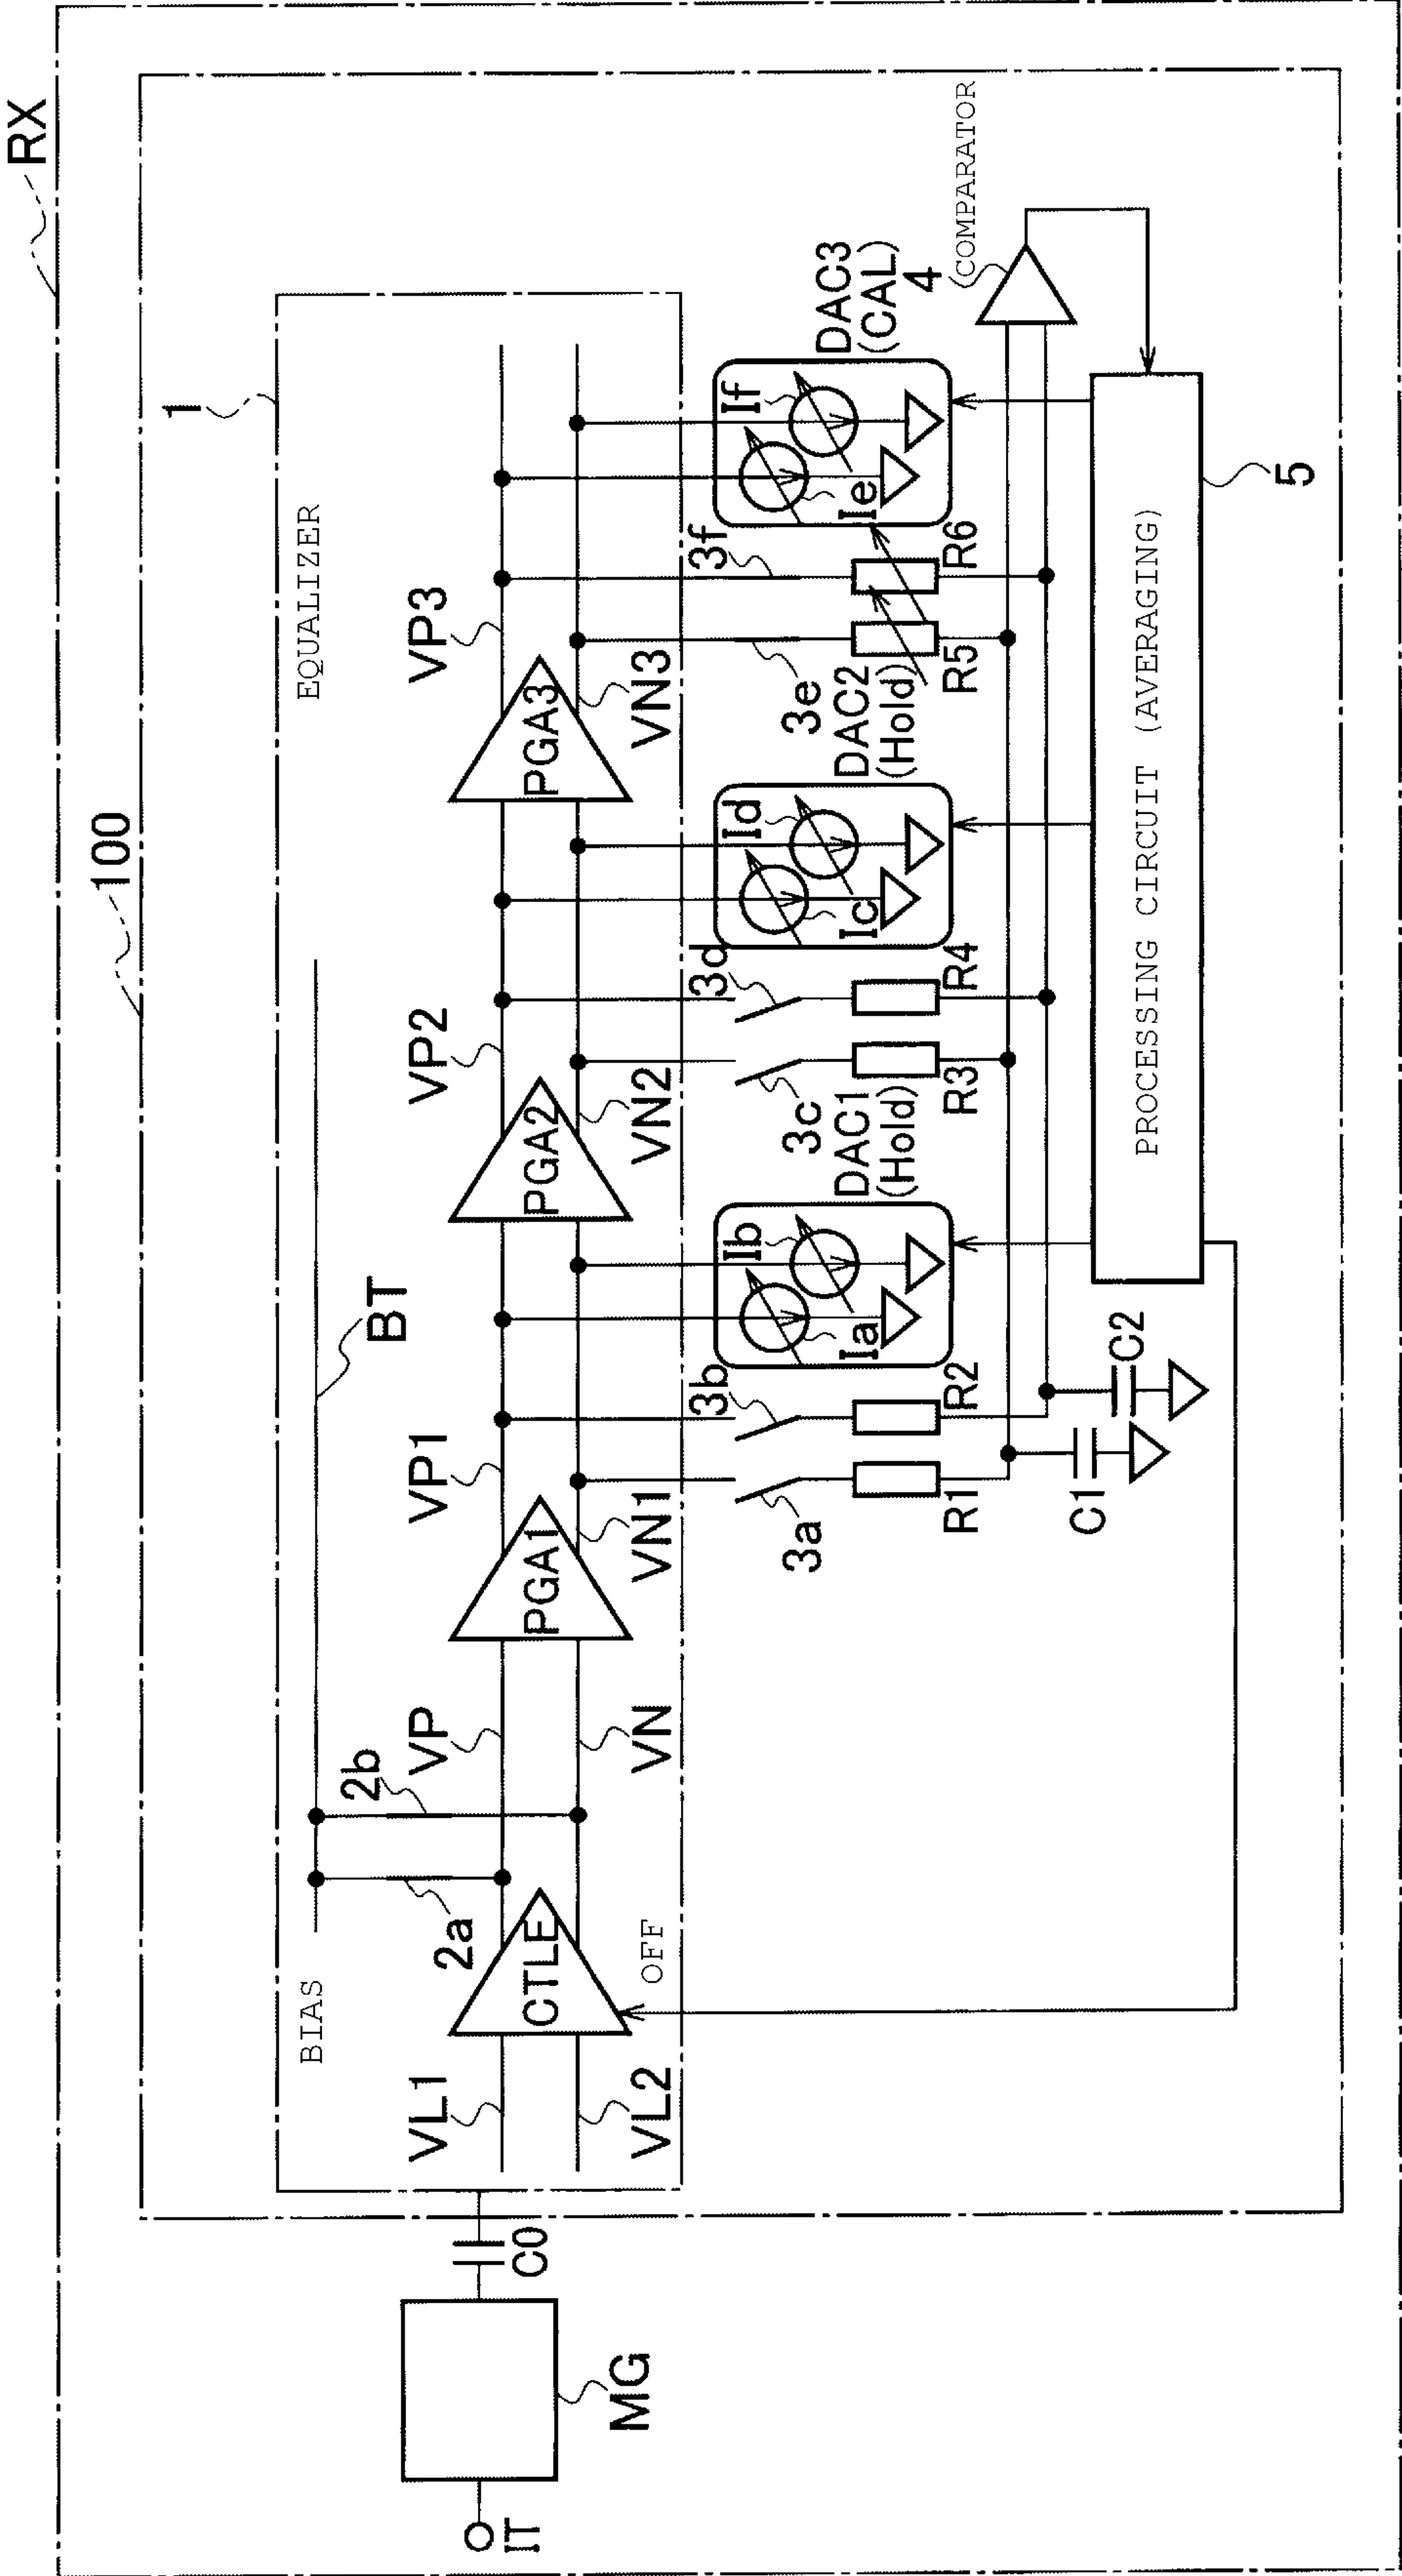 RX
100
1
EQUALIZER
BIAS
BT
VL1
VL2
CTLE
OFF
2a
2b
VP
VN
PGA1
VP1
VN1
PGA2
VP2
VN2
PGA3
VP3
VN3
3a
3b
R1
R2
Ia
Ib
DAC1
(Hold)
3c
3d
R3
R4
Ic
Id
DAC2
(Hold)
3e
3f
R5
R6
Ie
If
DAC3
(CAL)
4
COMPARATOR
C1
C2
PROCESSING CIRCUIT (AVERAGING)
5
IT
MG
C0